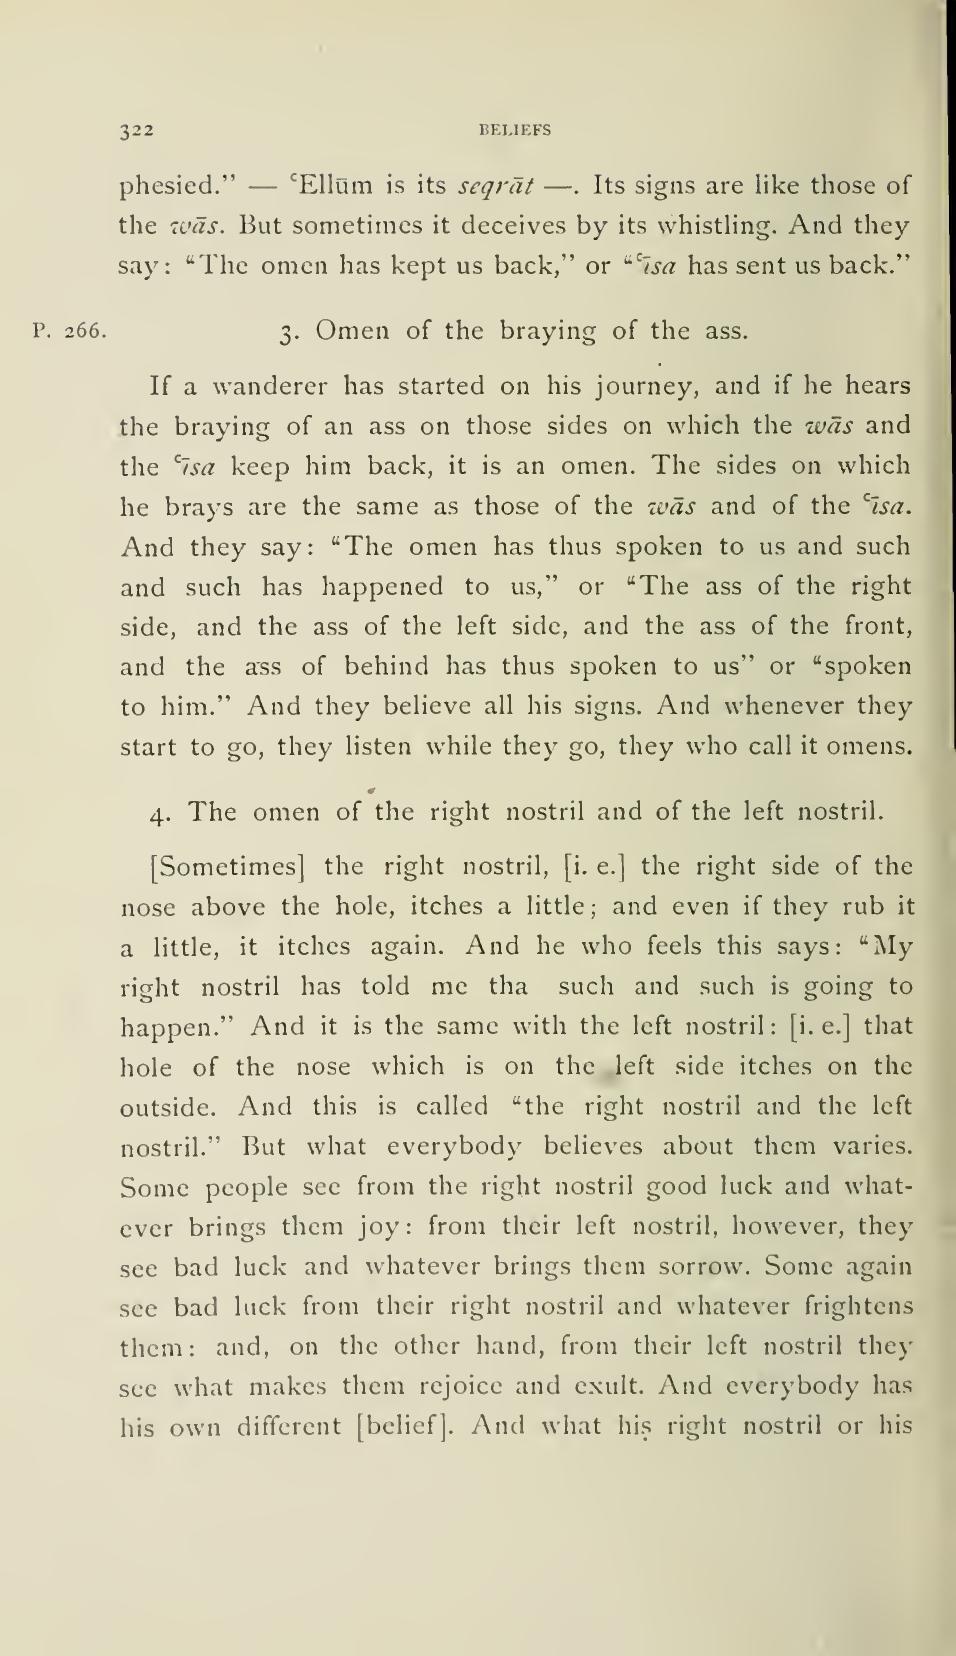 322 BELIEFS
phesied.” — ʿEllūm is its seqrāt —. Its signs are like those of
the wās. But sometimes it deceives by its whistling. And they
say: “The omen has kept us back,” or “ʿīsa has sent us back.”
P. 266. 3. Omen of the braying of the ass.
If a wanderer has started on his journey, and if he hears
the braying of an ass on those sides on which the wās and
the ʿīsa keep him back, it is an omen. The sides on which
he brays are the same as those of the wās and of the ʿīsa.
And they say: “The omen has thus spoken to us and such
and such has happened to us,” or “The ass of the right
side, and the ass of the left side, and the ass of the front,
and the ass of behind has thus spoken to us” or “spoken
to him.” And they believe all his signs. And whenever they
start to go, they listen while they go, they who call it omens.
4. The omen of the right nostril and of the left nostril.
[Sometimes] the right nostril, [i. e.] the right side of the
nose above the hole, itches a little; and even if they rub it
a little, it itches again. And he who feels this says: “My
right nostril has told me tha such and such is going to
happen.” And it is the same with the left nostril: [i. e.] that
hole of the nose which is on the left side itches on the
outside. And this is called “the right nostril and the left
nostril.” But what everybody believes about them varies.
Some people see from the right nostril good luck and what-
ever brings them joy: from their left nostril, however, they
see bad luck and whatever brings them sorrow. Some again
see bad luck from their right nostril and whatever frightens
them: and, on the other hand, from their left nostril they
see what makes them rejoice and exult. And everybody has
his own different [belief]. And what his right nostril or his